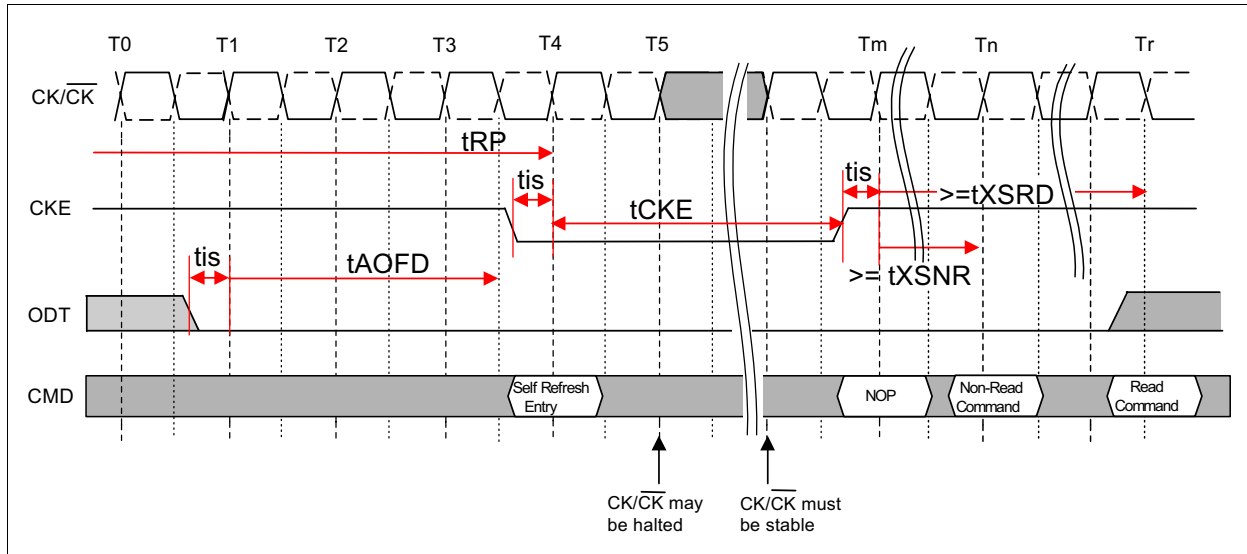 T0 T1 T2 T3 T4 T5 Tm Tn Tr
CK/CK
tRP
tis tis
CKE tCKE >=tXSRD
tis tAOFD >= tXSNR
ODT
CMD Self Refresh Entry NOP Non-Read Command Read Command
CK/CK may
be halted
CK/CK must
be stable